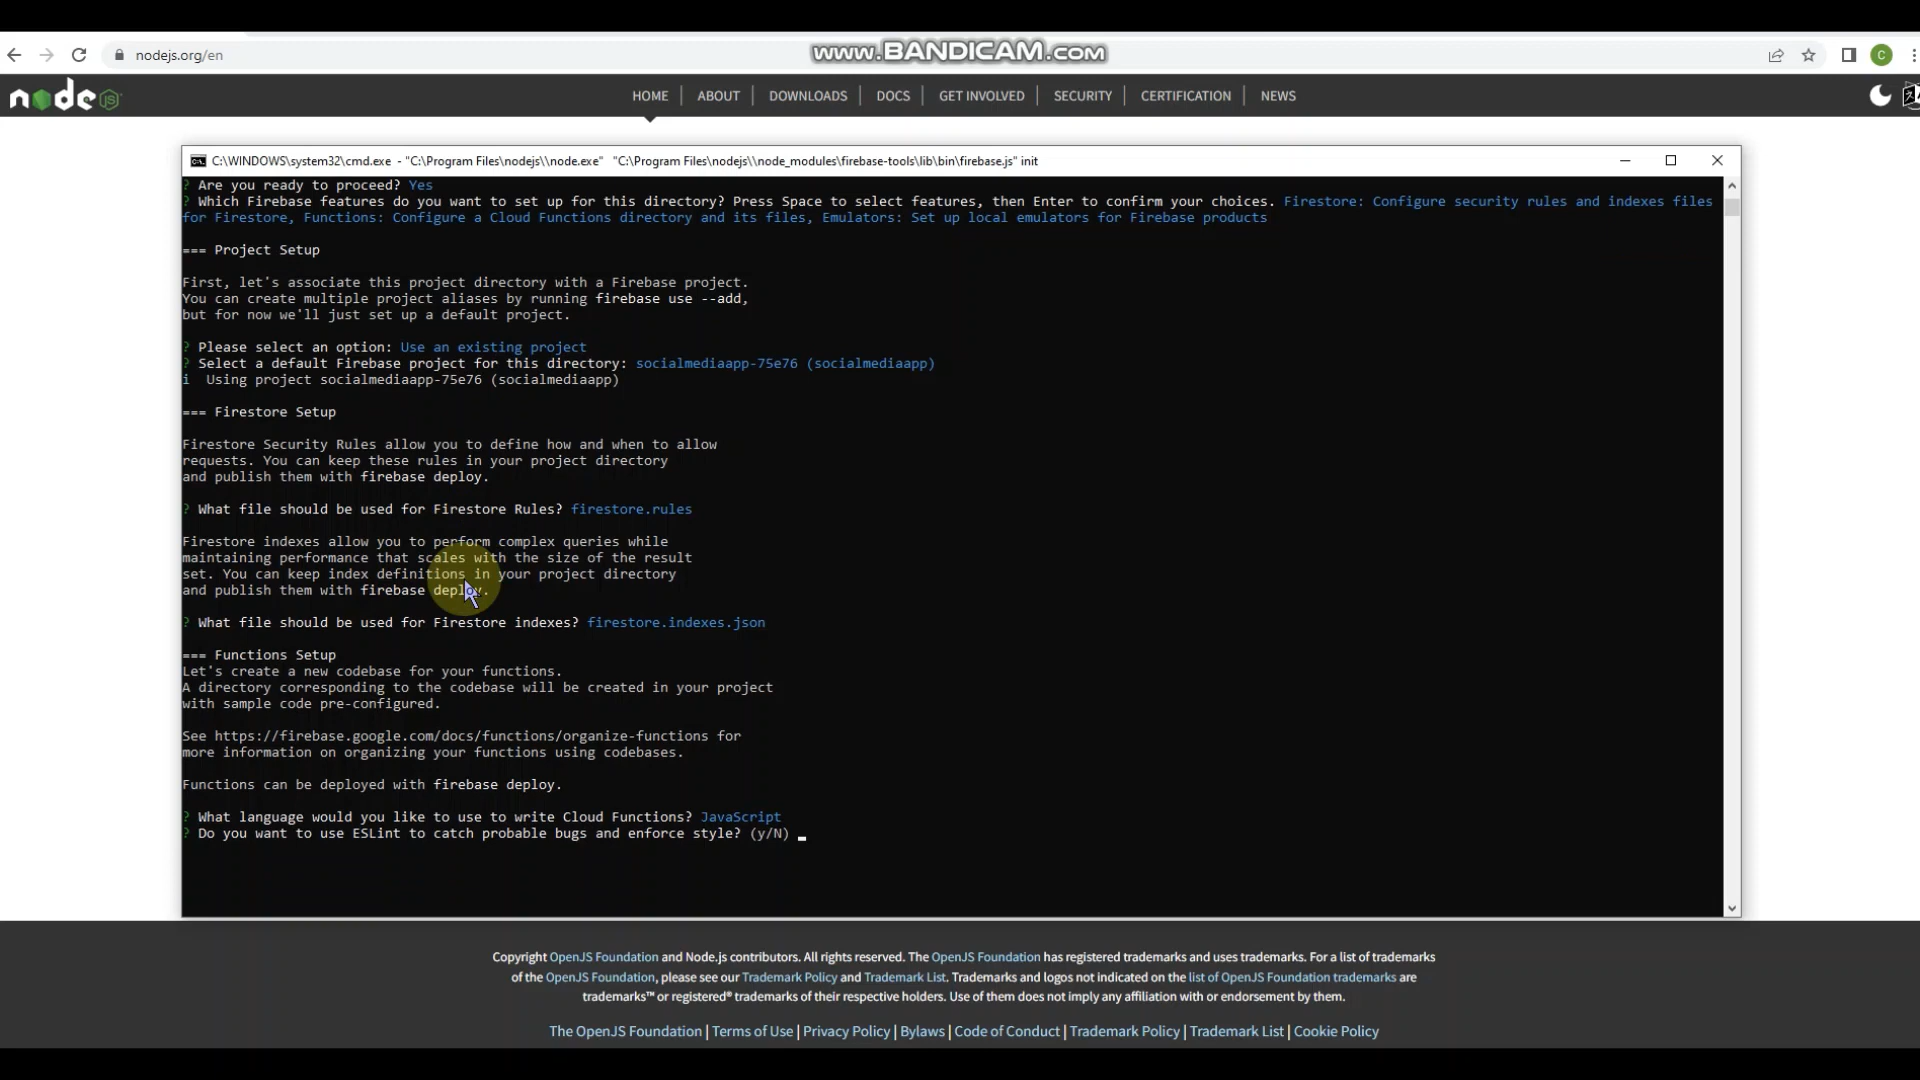 www.BANDICAM.com
nodejs.org/en
C
node JS
HOME
ABOUT
DOWNLOADS
DOCS
GET INVOLVED
SECURITY
CERTIFICATION
NEWS
C:\WINDOWS\system32\cmd.exe - "C:\Program Files\nodejs\\node.exe" "C:\Program Files\nodejs\\node_modules\firebase-tools\lib\bin\firebase.js" init
? Are you ready to proceed? Yes
? Which Firebase features do you want to set up for this directory? Press Space to select features, then Enter to confirm your choices. Firestore: Configure security rules and indexes files
for Firestore, Functions: Configure a Cloud Functions directory and its files, Emulators: Set up local emulators for Firebase products
=== Project Setup
First, let's associate this project directory with a Firebase project.
You can create multiple project aliases by running firebase use --add,
but for now we'll just set up a default project.
? Please select an option: Use an existing project
? Select a default Firebase project for this directory: socialmediaapp-75e76 (socialmediaapp)
i Using project socialmediaapp-75e76 (socialmediaapp)
=== Firestore Setup
Firestore Security Rules allow you to define how and when to allow
requests. You can keep these rules in your project directory
and publish them with firebase deploy.
? What file should be used for Firestore Rules? firestore.rules
Firestore indexes allow you to perform complex queries while
maintaining performance that scales with the size of the result
set. You can keep index definitions in your project directory
and publish them with firebase deploy.
? What file should be used for Firestore indexes? firestore.indexes.json
=== Functions Setup
Let's create a new codebase for your functions.
A directory corresponding to the codebase will be created in your project
with sample code pre-configured.
See https://firebase.google.com/docs/functions/organize-functions for
more information on organizing your functions using codebases.
Functions can be deployed with firebase deploy.
? What language would you like to use to write Cloud Functions? JavaScript
? Do you want to use ESLint to catch probable bugs and enforce style? (y/N)
Copyright OpenJS Foundation and Node.js contributors. All rights reserved. The OpenJS Foundation has registered trademarks and uses trademarks. For a list of trademarks
of the OpenJS Foundation, please see our Trademark Policy and Trademark List. Trademarks and logos not indicated on the list of OpenJS Foundation trademarks are
trademarks™ or registered® trademarks of their respective holders. Use of them does not imply any affiliation with or endorsement by them.
The OpenJS Foundation | Terms of Use | Privacy Policy | Bylaws | Code of Conduct | Trademark Policy | Trademark List | Cookie Policy